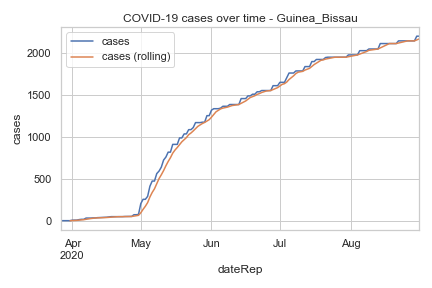 COVID-19 cases over time - Guinea_Bissau
cases
cases (rolling)
2000
1500
1000
500
0
cases
Apr
2020
May
Jun
Jul
Aug
dateRep